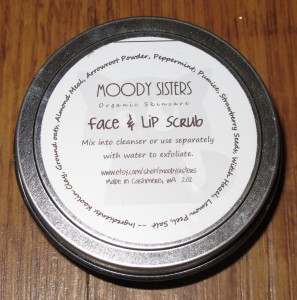 MOODY SISTERS
Organic Skincare
Face & Lip Scrub
Mix into cleanser or use separately
with water to exfoliate.
www.etsy.com/shop/moodysisters
Made in Cashmere, WA 2oz
Ingredients: Kaolin Clay, Ground oats, Almond Meal, Arrowroot Powder, Peppermint, Pumice, Strawberry Seeds, Witch Hazel, Lemon Peel, Salt --